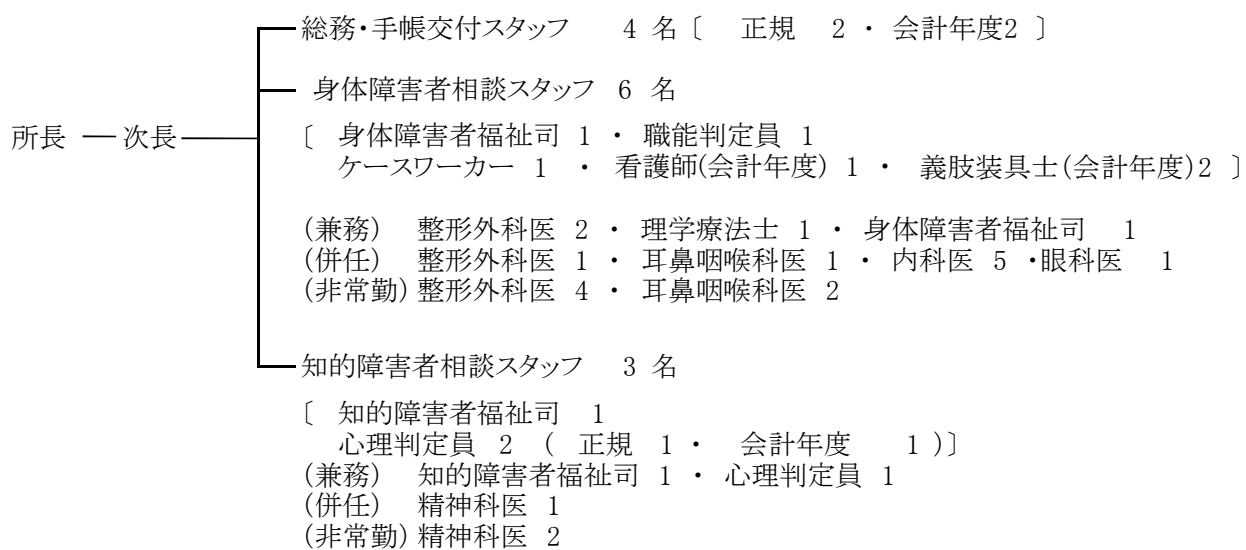 総務・手帳交付スタッフ 4 名〔 正規 2 ・ 会計年度2 〕
身体障害者相談スタッフ 6 名
所長 ― 次長
〔 身体障害者福祉司 1 ・ 職能判定員 1
ケースワーカー 1 ・ 看護師(会計年度) 1 ・ 義肢装具士(会計年度)2 〕
(兼務) 整形外科医 2 ・ 理学療法士 1 ・ 身体障害者福祉司 1
(併任) 整形外科医 1 ・ 耳鼻咽喉科医 1 ・ 内科医 5 ・眼科医 1
(非常勤) 整形外科医 4 ・ 耳鼻咽喉科医 2
知的障害者相談スタッフ 3 名
〔 知的障害者福祉司 1
心理判定員 2 ( 正規 1 ・ 会計年度 1 )〕
(兼務) 知的障害者福祉司 1 ・ 心理判定員 1
(併任) 精神科医 1
(非常勤) 精神科医 2